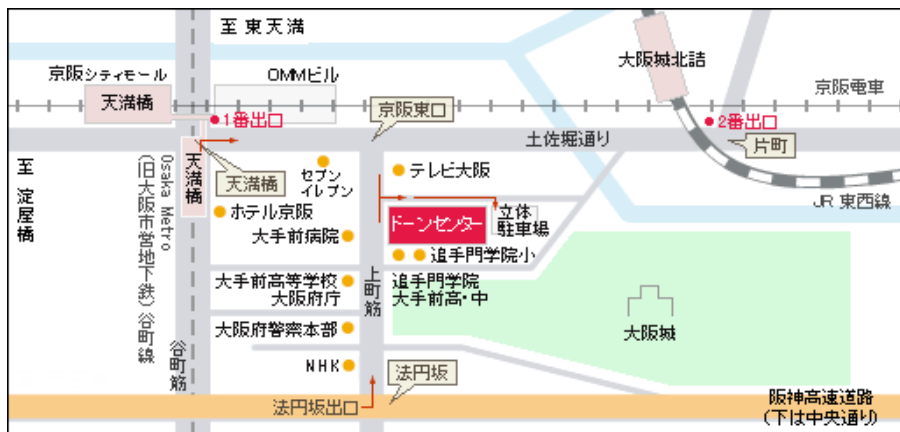 至 東天満
京阪シティモール
OMMビル
大阪城北詰
天満橋
京阪東口
京阪電車
1番出口
2番出口
土佐堀通り
片町
至 淀屋橋
天満橋
天満橋
セブン
イレブン
テレビ大阪
JR 東西線
Osaka Metro
(旧大阪市営地下鉄)谷町線
ホテル京阪
ドーンセンター
立体
駐車場
大手前病院
追手門学院小
大手前高等学校
大阪府庁
上町筋
追手門学院
大手前高・中
大阪府警察本部
大阪城
谷町筋
NHK
法円坂
法円坂出口
阪神高速道路
(下は中央通り)